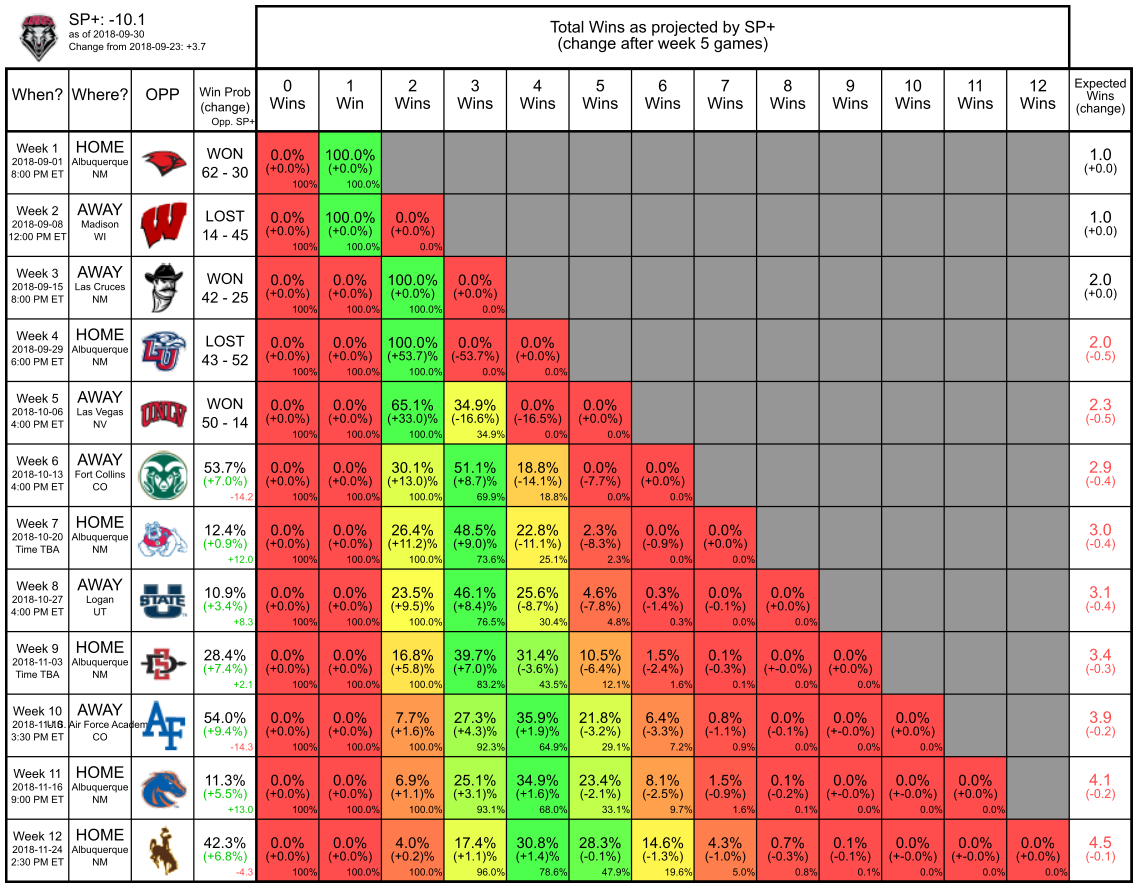 SP+: -10.1
as of 2018-09-30
Change from 2018-09-23: +3.7
Total Wins as projected by SP+
(change after week 5 games)
When? Where? OPP Win Prob (change) Opp. SP+ 0 Wins 1 Win 2 Wins 3 Wins 4 Wins 5 Wins 6 Wins 7 Wins 8 Wins 9 Wins 10 Wins 11 Wins 12 Wins Expected Wins (change)
Week 1 HOME WON 0.0% 100.0% 1.0
2018-09-01 Albuquerque 62 - 30 (+0.0%) (+0.0%) (+0.0)
8:00 PM ET NM 100% 100.0%
Week 2 AWAY W LOST 0.0% 100.0% 0.0% 1.0
2018-09-08 Madison 14 - 45 (+0.0%) (+0.0%) (+0.0%) (+0.0)
12:00 PM ET WI 100% 100.0% 0.0%
Week 3 AWAY WON 0.0% 0.0% 100.0% 0.0% 2.0
2018-09-15 Las Cruces 42 - 25 (+0.0%) (+0.0%) (+0.0%) (+0.0%) (+0.0)
8:00 PM ET NM 100% 100.0% 100.0% 0.0%
Week 4 HOME LU LOST 0.0% 0.0% 100.0% 0.0% 0.0% 2.0
2018-09-29 Albuquerque 43 - 52 (+0.0%) (+0.0%) (+53.7)% (-53.7%) (+0.0%) (-0.5)
6:00 PM ET NM 100% 100.0% 100.0% 0.0% 0.0%
Week 5 AWAY UNLV WON 0.0% 0.0% 65.1% 34.9% 0.0% 0.0% 2.3
2018-10-06 Las Vegas 50 - 14 (+0.0%) (+0.0%) (+33.0)% (-16.6%) (-16.5%) (+0.0%) (-0.5)
4:00 PM ET NV 100% 100.0% 100.0% 34.9% 0.0% 0.0%
Week 6 AWAY 53.7% 0.0% 0.0% 30.1% 51.1% 18.8% 0.0% 0.0% 2.9
2018-10-13 Fort Collins (+7.0%) (+0.0%) (+0.0%) (+13.0)% (+8.7)% (-14.1%) (-7.7%) (+0.0%) (-0.4)
4:00 PM ET CO -14.2 100% 100.0% 100.0% 69.9% 18.8% 0.0% 0.0%
Week 7 HOME 12.4% 0.0% 0.0% 26.4% 48.5% 22.8% 2.3% 0.0% 0.0% 3.0
2018-10-20 Albuquerque (+0.9%) (+0.0%) (+0.0%) (+11.2)% (+9.0)% (-11.1%) (-8.3%) (-0.9%) (+0.0%) (-0.4)
Time TBA NM +12.0 100% 100.0% 100.0% 73.6% 25.1% 2.3% 0.0% 0.0%
Week 8 AWAY U STATE 10.9% 0.0% 0.0% 23.5% 46.1% 25.6% 4.6% 0.3% 0.0% 0.0% 3.1
2018-10-27 Logan (+3.4%) (+0.0%) (+0.0%) (+9.5)% (+8.4)% (-8.7%) (-7.8%) (-1.4%) (-0.1%) (+0.0%) (-0.4)
4:00 PM ET UT +8.3 100% 100.0% 100.0% 76.5% 30.4% 4.8% 0.3% 0.0% 0.0%
Week 9 HOME SD 28.4% 0.0% 0.0% 16.8% 39.7% 31.4% 10.5% 1.5% 0.1% 0.0% 0.0% 3.4
2018-11-03 Albuquerque (+7.4%) (+0.0%) (+0.0%) (+5.8)% (+7.0)% (-3.6%) (-6.4%) (-2.4%) (-0.3%) (+-0.0%) (+0.0%) (-0.3)
Time TBA NM +2.1 100% 100.0% 100.0% 83.2% 43.5% 12.1% 1.6% 0.1% 0.0% 0.0%
Week 10 AWAY AF 54.0% 0.0% 0.0% 7.7% 27.3% 35.9% 21.8% 6.4% 0.8% 0.0% 0.0% 0.0% 3.9
Air Force (+9.4%) (+0.0%) (+0.0%) (+1.6)% (+4.3)% (+1.9)% (-3.2%) (-3.3%) (-1.1%) (-0.1%) (+-0.0%) (+0.0%) (-0.2)
3:30 PM ET CO -14.3 100% 100.0% 100.0% 92.3% 64.9% 29.1% 7.2% 0.9% 0.0% 0.0% 0.0%
Week 11 HOME 11.3% 0.0% 0.0% 6.9% 25.1% 34.9% 23.4% 8.1% 1.5% 0.1% 0.0% 0.0% 0.0% 4.1
2018-11-16 Albuquerque (+5.5%) (+0.0%) (+0.0%) (+1.1)% (+3.1)% (+1.6)% (-2.1%) (-2.5%) (-0.9%) (-0.2%) (+-0.0%) (+-0.0%) (+0.0%) (-0.2)
9:00 PM ET NM +13.0 100% 100.0% 100.0% 93.1% 68.0% 33.1% 9.7% 1.6% 0.1% 0.0% 0.0% 0.0%
Week 12 HOME 42.3% 0.0% 0.0% 4.0% 17.4% 30.8% 28.3% 14.6% 4.3% 0.7% 0.1% 0.0% 0.0% 0.0% 4.5
2018-11-24 Albuquerque (+6.8%) (+0.0%) (+0.0%) (+0.2)% (+1.1)% (+1.4)% (-0.1%) (-1.3%) (-1.0%) (-0.3%) (-0.1%) (+-0.0%) (+-0.0%) (+0.0%) (-0.1)
2:30 PM ET NM -4.3 100% 100.0% 100.0% 96.0% 78.6% 47.9% 19.6% 5.0% 0.8% 0.1% 0.0% 0.0% 0.0%